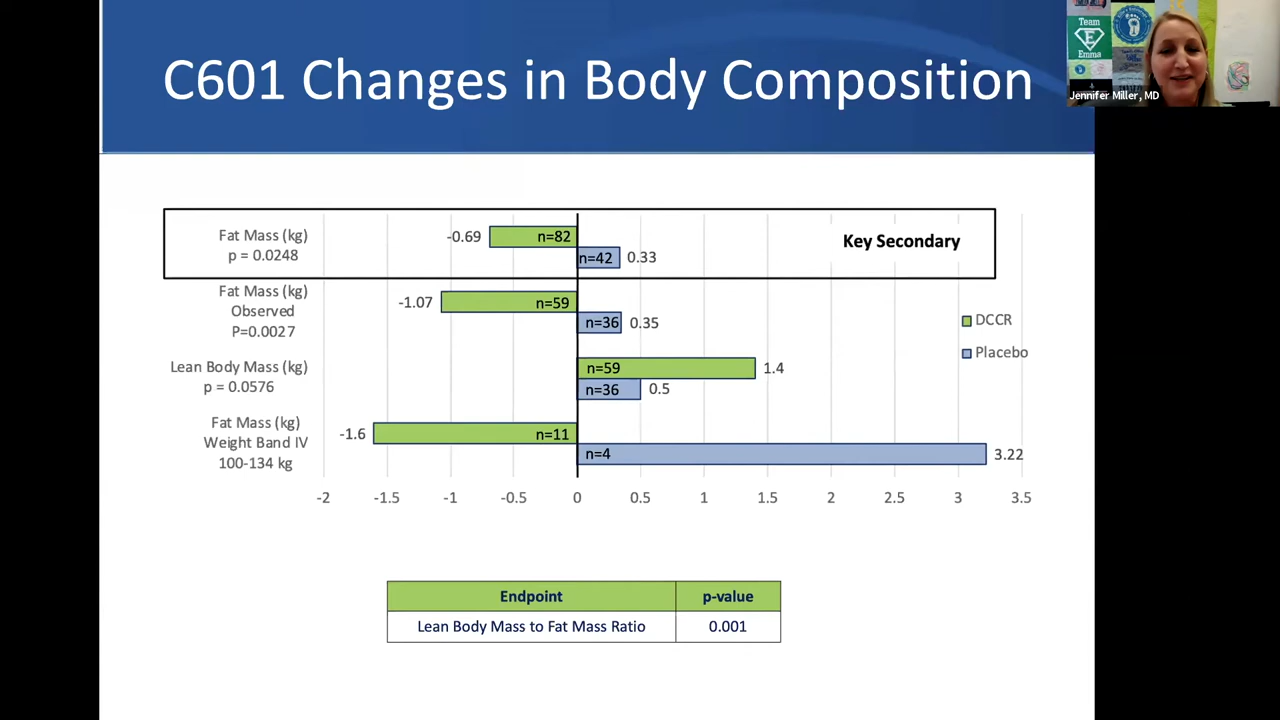 C601 Changes in Body Composition
Team
E
Emma
Jennifer Miller, MD
Fat Mass (kg)
p = 0.0248
-0.69
n=82
n=42
0.33
Key Secondary
Fat Mass (kg)
Observed
P=0.0027
-1.07
n=59
n=36
0.35
DCCR
Placebo
Lean Body Mass (kg)
p = 0.0576
n=59
1.4
n=36
0.5
Fat Mass (kg)
Weight Band IV
100-134 kg
-1.6
n=11
n=4
3.22
-2 -1.5 -1 -0.5 0 0.5 1 1.5 2 2.5 3 3.5
Endpoint p-value
Lean Body Mass to Fat Mass Ratio 0.001